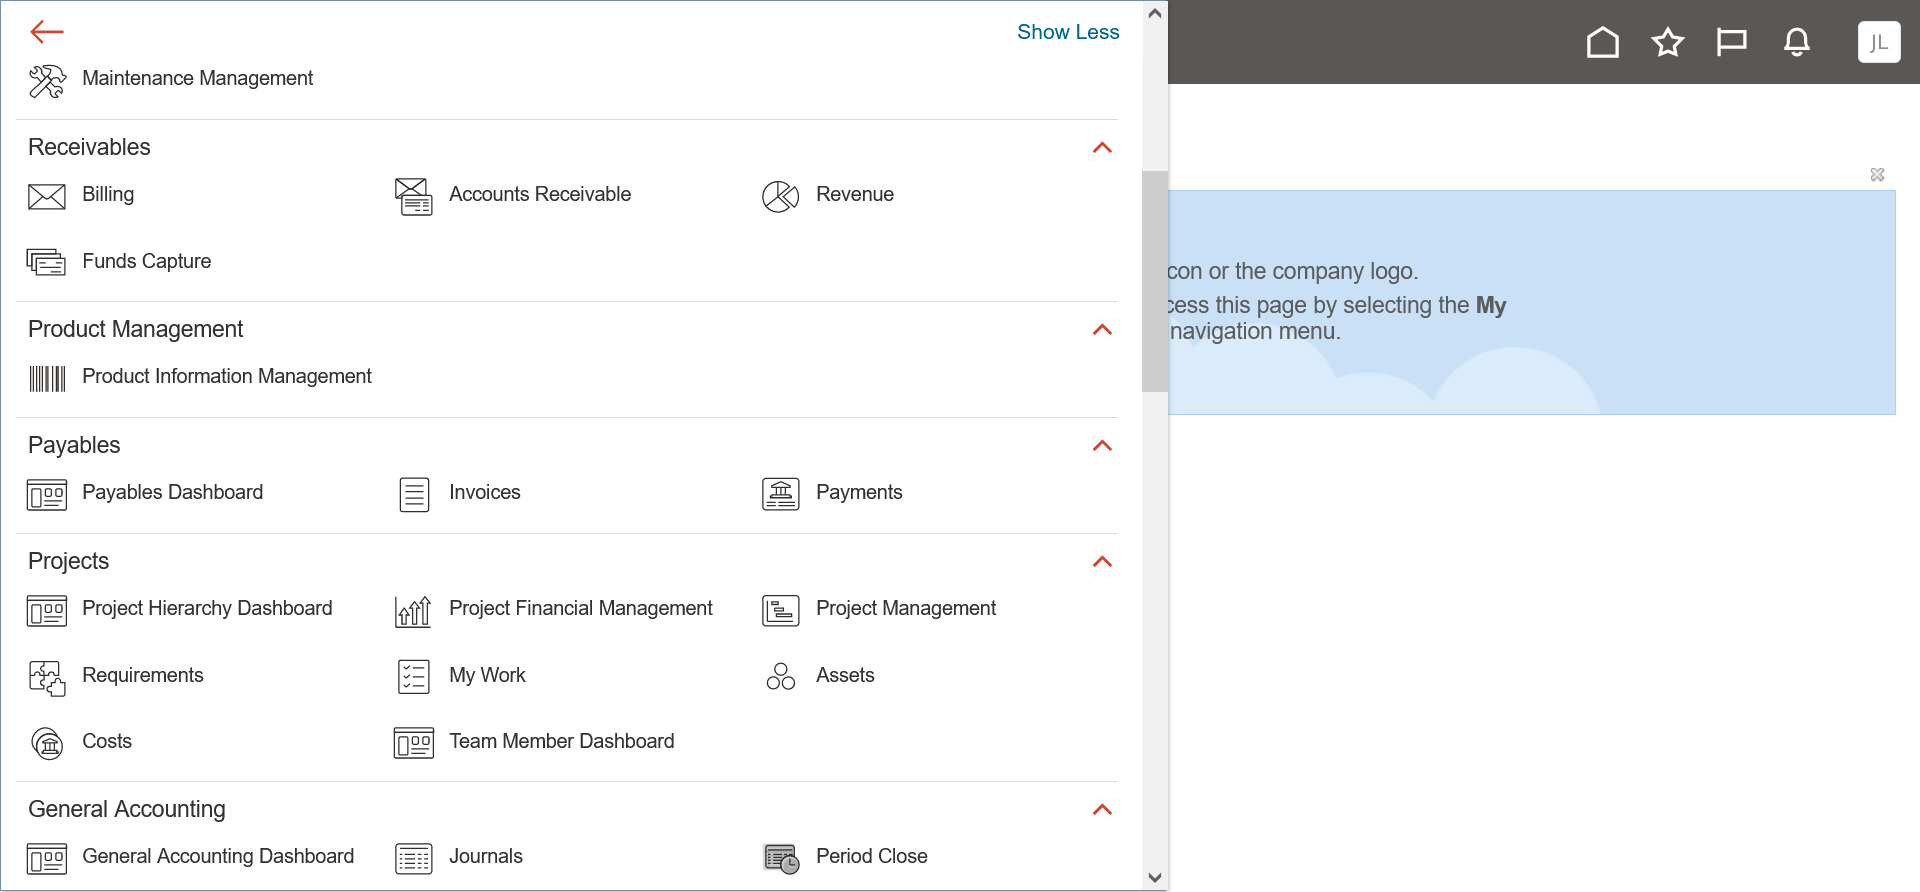 Show Less
JL
Maintenance Management
Receivables
Billing
Accounts Receivable
Revenue
Funds Capture
con or the company logo.
cess this page by selecting the My
navigation menu.
Product Management
Product Information Management
Payables
Payables Dashboard
Invoices
Payments
Projects
Project Hierarchy Dashboard
Project Financial Management
Project Management
Requirements
My Work
Assets
Costs
Team Member Dashboard
General Accounting
General Accounting Dashboard
Journals
Period Close